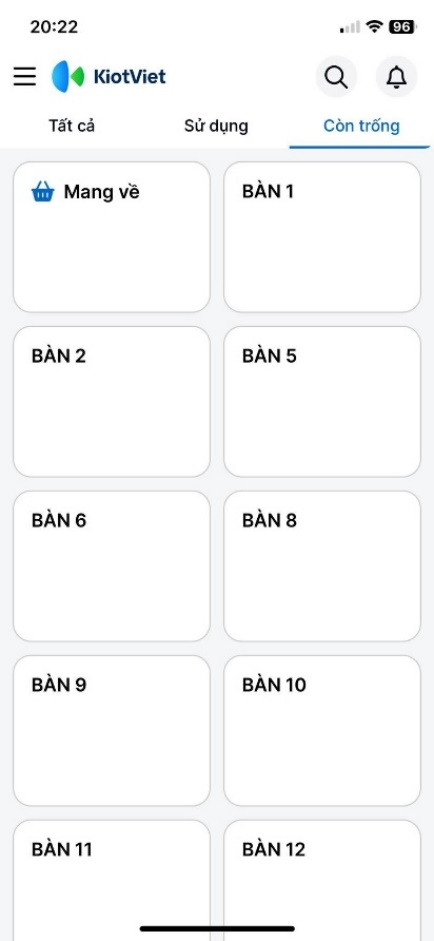 20:22
96
KiotViet
Tất cả
Sử dụng
Còn trống
Mang về
BÀN 1
BÀN 2
BÀN 5
BÀN 6
BÀN 8
BÀN 9
BÀN 10
BÀN 11
BÀN 12